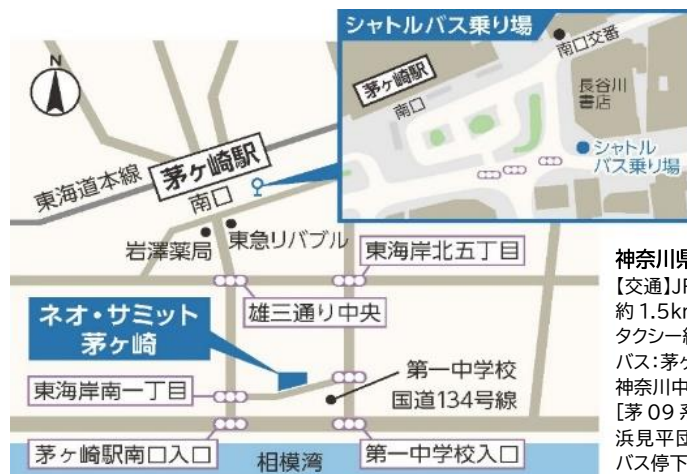 シャトルバス乗り場
南口交番
茅ヶ崎駅
南口
長谷川
書店
シャトル
バス乗り場
N
茅ヶ崎駅
東海道本線
南口
岩澤薬局
東急リバブル
東海岸北五丁目
雄三通り中央
ネオ・サミット
茅ヶ崎
東海岸南一丁目
第一中学校
国道134号線
茅ヶ崎駅南口入口
相模湾
第一中学校入口
神奈川県
【交通】JF
約1.5km
タクシー約
バス:茅ヶ
神奈川中
[茅09系
浜見平団
バス停下